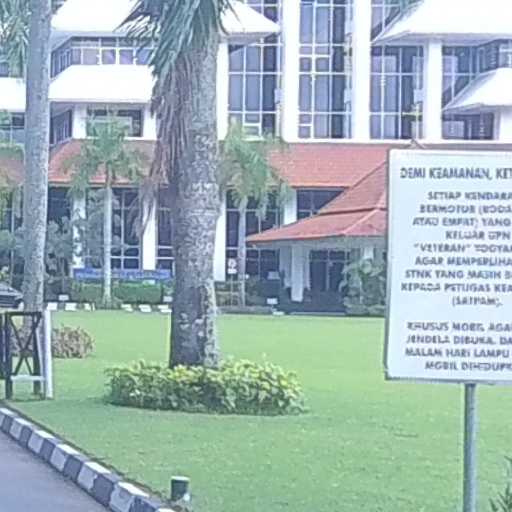 DEMI KEAMANAN, KET
SETIAP KENDARA
BERMOTOR (RODA
ATAU EMPAT) YANG
KELUAR UPN
"VETERAN" YOGYA
AGAR MEMPERLIHA
STNK YANG MASIH BE
KEPADA PETUGAS KEA
(SATPAM).
KHUSUS MOBIL AGA
JENDELA DIBUKA. DA
MALAM HARI LAMPU
MOBIL DIHIDUPK